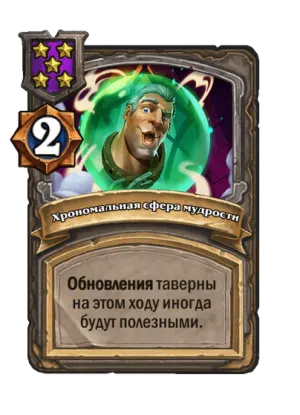 2
Хрономальная сфера мудрости
Обновления таверны
на этом ходу иногда
будут полезными.